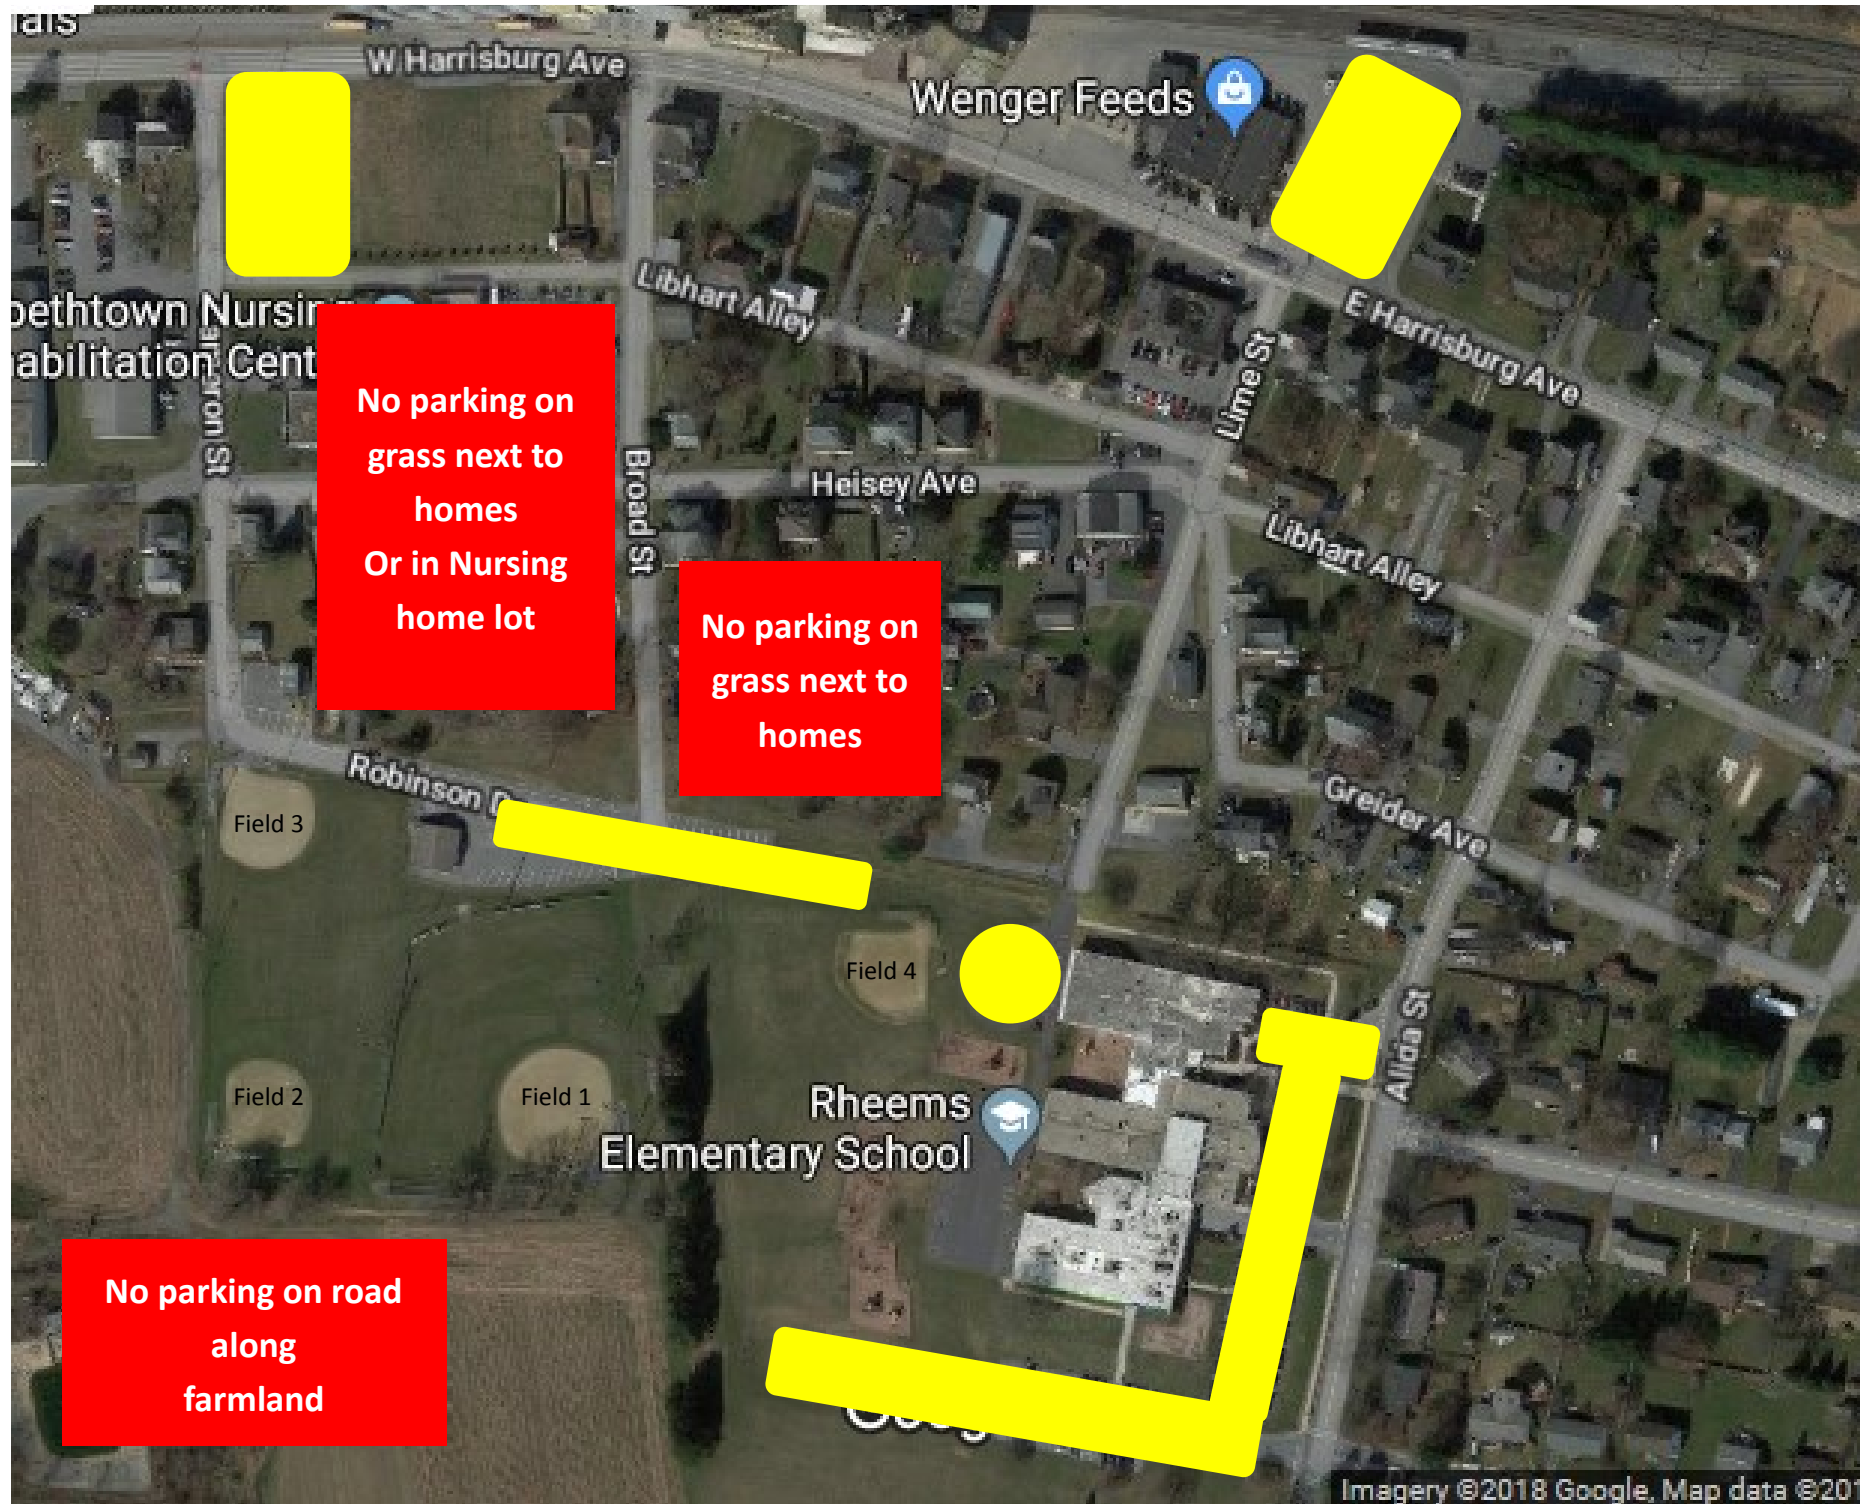 W Harrisburg Ave
Wenger Feeds
E Harrisburg Ave
Libhart Alley
Lime St
Nursin
Cent
No parking on
grass next to
homes
Or in Nursing
home lot
Broad St
Heisey Ave
Libhart Alley
No parking on
grass next to
homes
Robinson
Greider Ave
Field 3
Field 4
Alida St
Field 2
Field 1
Rheems
Elementary School
No parking on road
along
farmland
Imagery ©2018 Google, Map data ©201